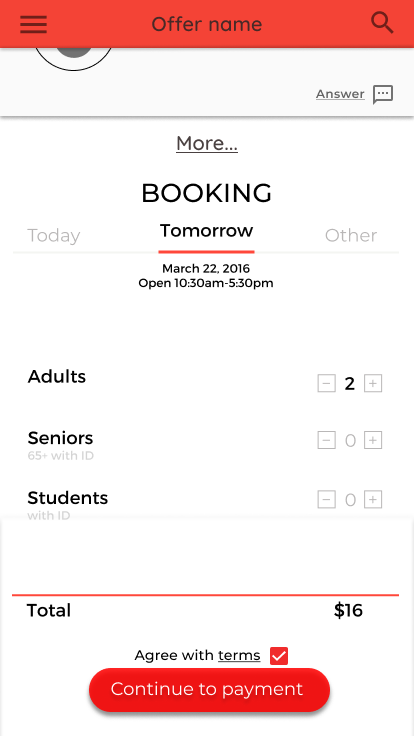 Offer name
Answer
More...
BOOKING
Today Tomorrow Other
March 22, 2016
Open 10:30am-5:30pm
Adults 2
Seniors 0
65+ with ID
Students 0
with ID
Total $16
Agree with terms
Continue to payment